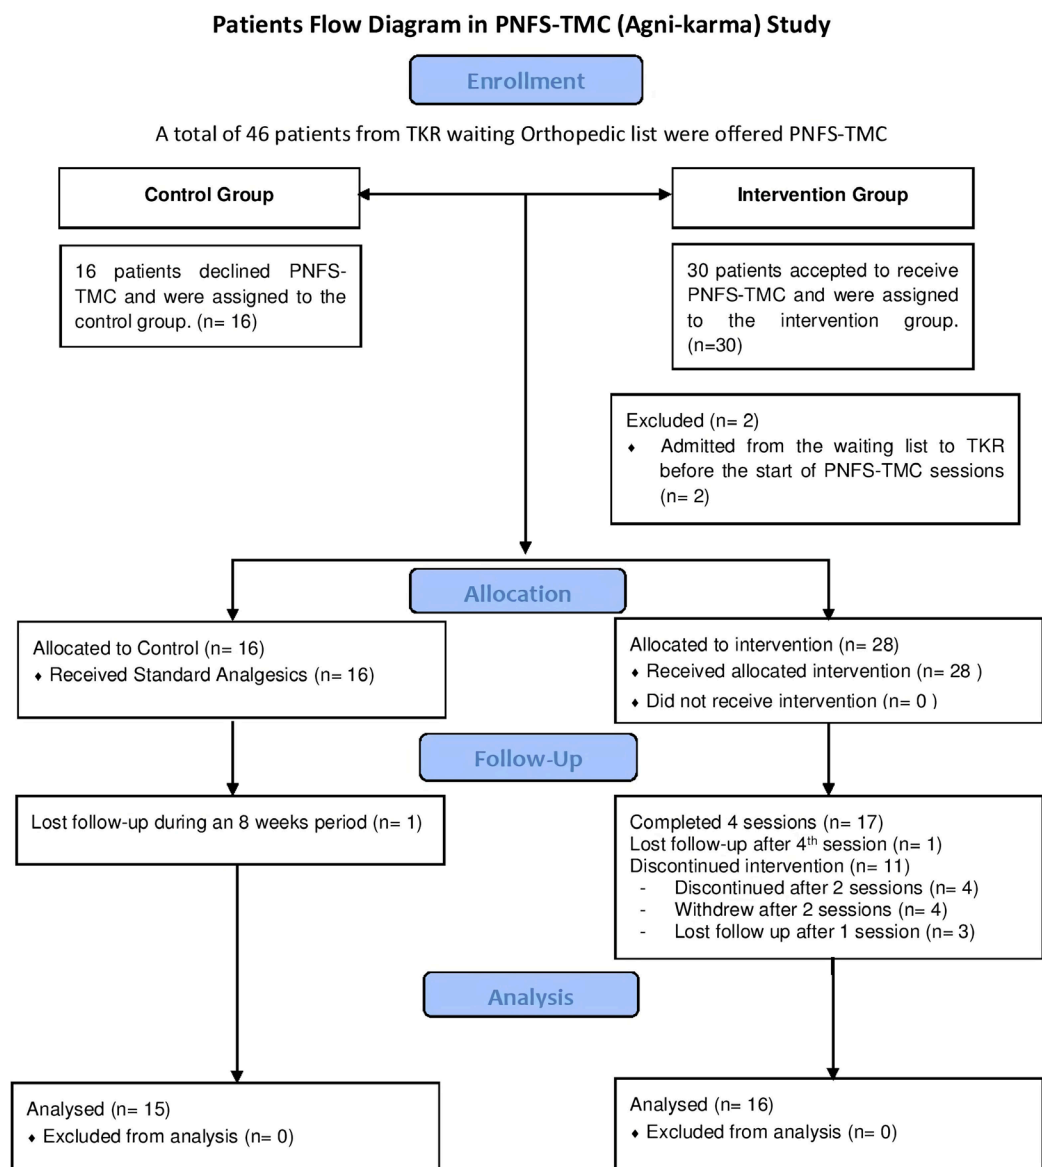 Patients Flow Diagram in PNFS-TMC (Agni-karma) Study
Enrollment
A total of 46 patients from TKR waiting Orthopedic list were offered PNFS-TMC
Control Group
Intervention Group
16 patients declined PNFS-
TMC and were assigned to the
control group. (n= 16)
30 patients accepted to receive
PNFS-TMC and were assigned
to the intervention group.
(n=30)
Excluded (n= 2)
♦ Admitted from the waiting list to TKR
before the start of PNFS-TMC sessions
(n= 2)
Allocation
Allocated to Control (n= 16)
♦ Received Standard Analgesics (n= 16)
Allocated to intervention (n= 28)
♦ Received allocated intervention (n= 28 )
♦ Did not receive intervention (n= 0 )
Follow-Up
Lost follow-up during an 8 weeks period (n= 1)
Completed 4 sessions (n= 17)
Lost follow-up after 4th session (n= 1)
Discontinued intervention (n= 11)
- Discontinued after 2 sessions (n= 4)
- Withdrew after 2 sessions (n= 4)
- Lost follow up after 1 session (n= 3)
Analysis
Analysed (n= 15)
♦ Excluded from analysis (n= 0)
Analysed (n= 16)
♦ Excluded from analysis (n= 0)